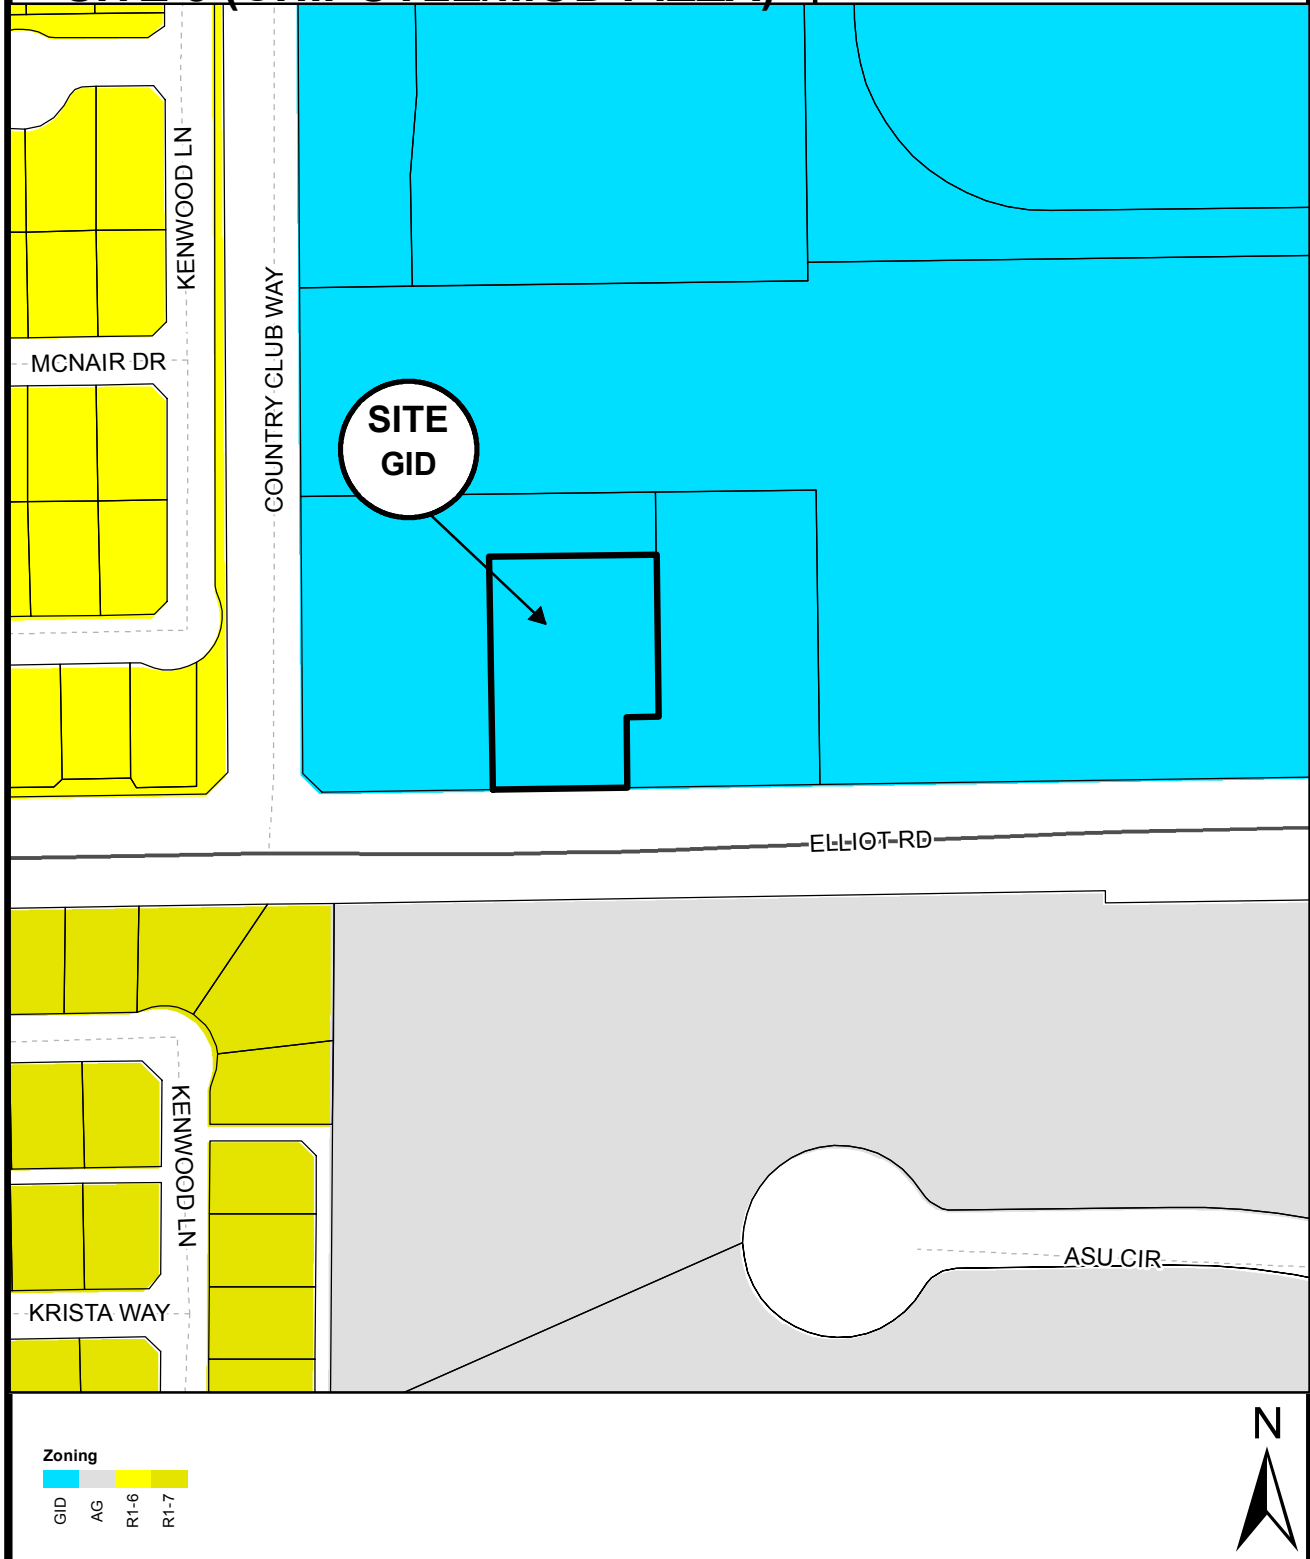 KENWOOD LN
COUNTRY CLUB WAY
MCNAIR DR
SITE
GID
ELLIOT RD
KENWOOD LN
ASU CIR
KRISTA WAY
N
Zoning
GID
AG
R1-6
R1-7